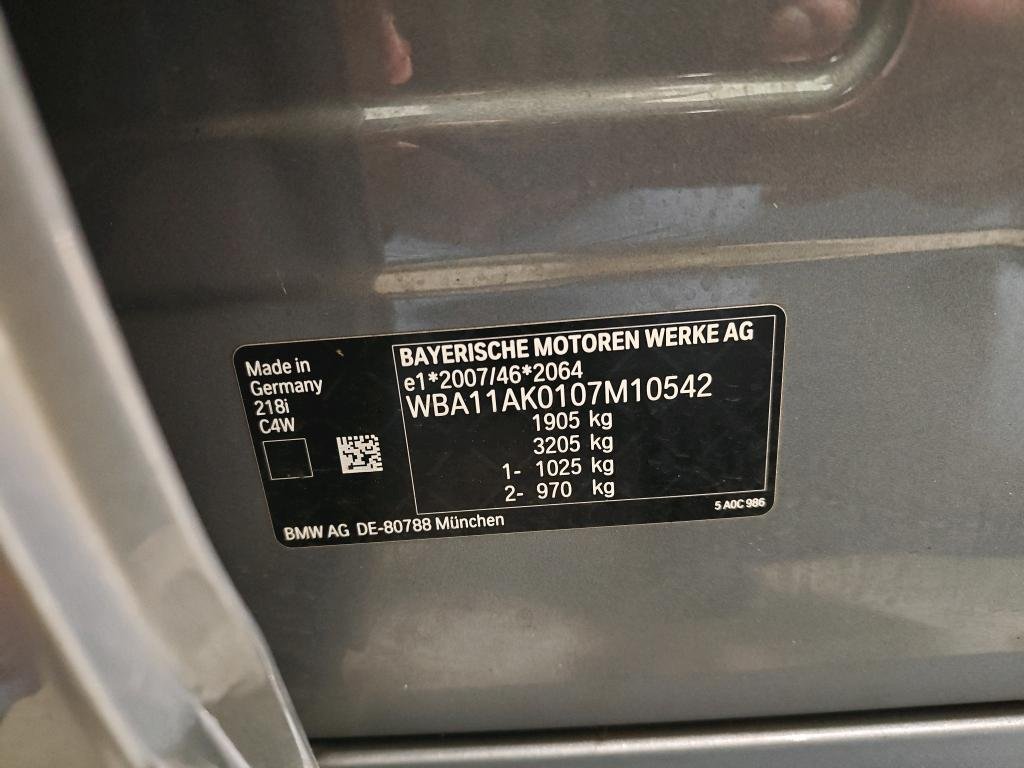 Made in
Germany
218i
C4W
BAYERISCHE MOTOREN WERKE AG
e1*2007/46*2064
WBA11AK0107M10542
1905 kg
3205 kg
1- 1025 kg
2- 970 kg
5 A0C 986
BMW AG DE-80788 München